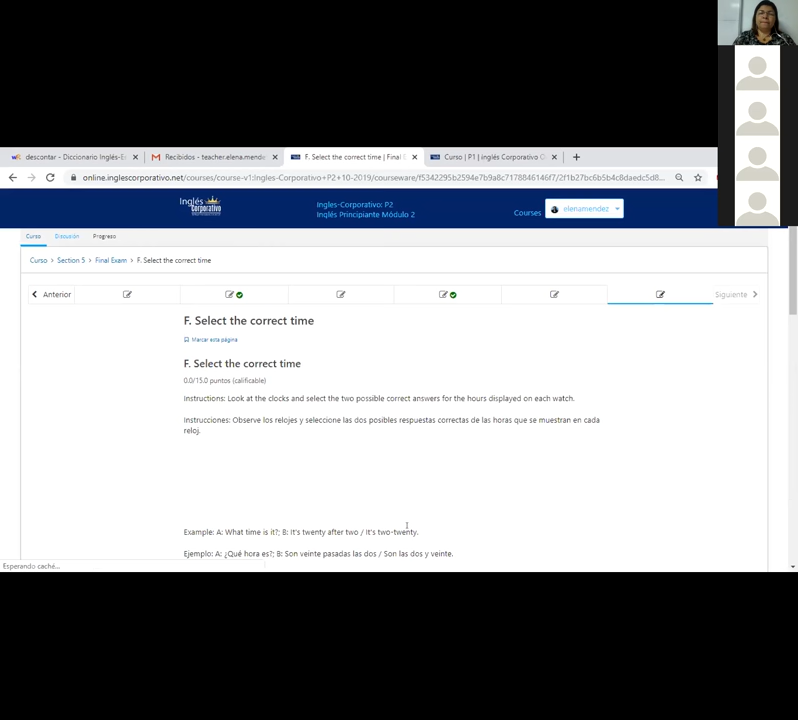 descontar - Diccionario Inglés-Es
Recibidos - teacher.elena.mende
F. Select the correct time | Final E
Curso | P1 | inglés Corporativo O
online.inglescorporativo.net/courses/course-v1:Ingles-Corporativo+P2+10-2019/courseware/f5342295b2594e7b9a8c7178846146f7/2f1b27bc6b5b4c8daedc5d8...
Inglés
Corporativo
Ingles-Corporativo: P2
Inglés Principiante Módulo 2
Courses
elenamendez
Curso
Discusión
Progreso
Curso > Section 5 > Final Exam > F. Select the correct time
Anterior
Siguiente
F. Select the correct time
Marcar esta página
F. Select the correct time
0.0/15.0 puntos (calificable)
Instructions: Look at the clocks and select the two possible correct answers for the hours displayed on each watch.
Instrucciones: Observe los relojes y seleccione las dos posibles respuestas correctas de las horas que se muestran en cada
reloj.
Example: A: What time is it?; B: It's twenty after two / It's two-twenty.
Ejemplo: A: ¿Qué hora es?; B: Son veinte pasadas las dos / Son las dos y veinte.
Esperando caché...